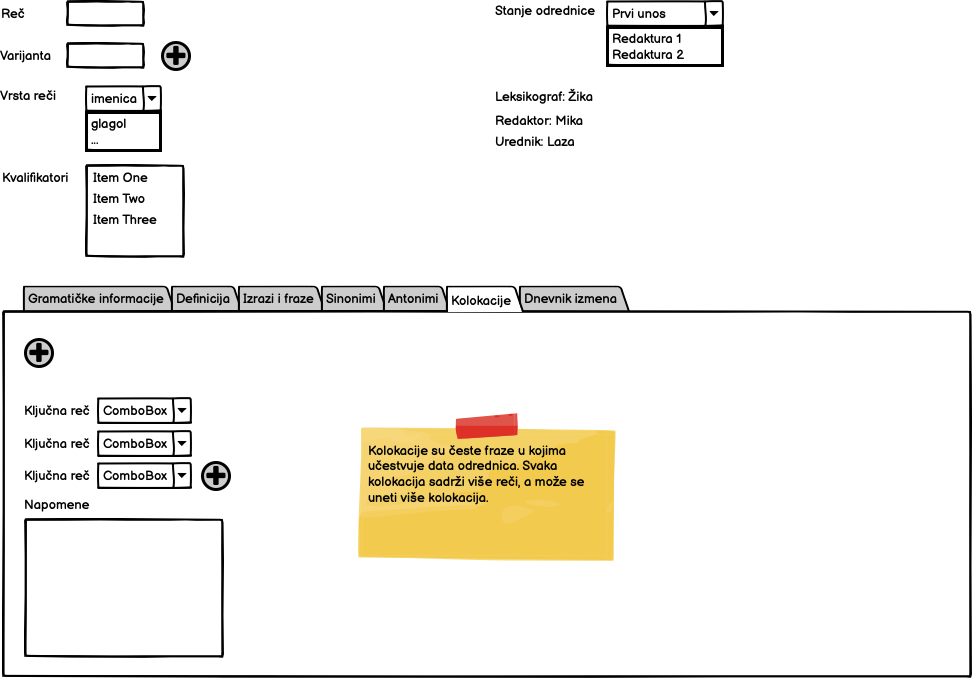 Reč
Stanje odrednice
Prvi unos
Redaktura 1
Redaktura 2
Varijanta
Vrsta reči
imenica
glagol
...
Leksikograf: Žika
Redaktor: Mika
Urednik: Laza
Kvalifikatori
Item One
Item Two
Item Three
Gramatičke informacije
Definicija
Izrazi i fraze
Sinonimi
Antonimi
Kolokacije
Dnevnik izmena
Ključna reč
ComboBox
Ključna reč
ComboBox
Ključna reč
ComboBox
Napomene
Kolokacije su česte fraze u kojima
učestvuje data odrednica. Svaka
kolokacija sadrži više reči, a može se
uneti više kolokacija.